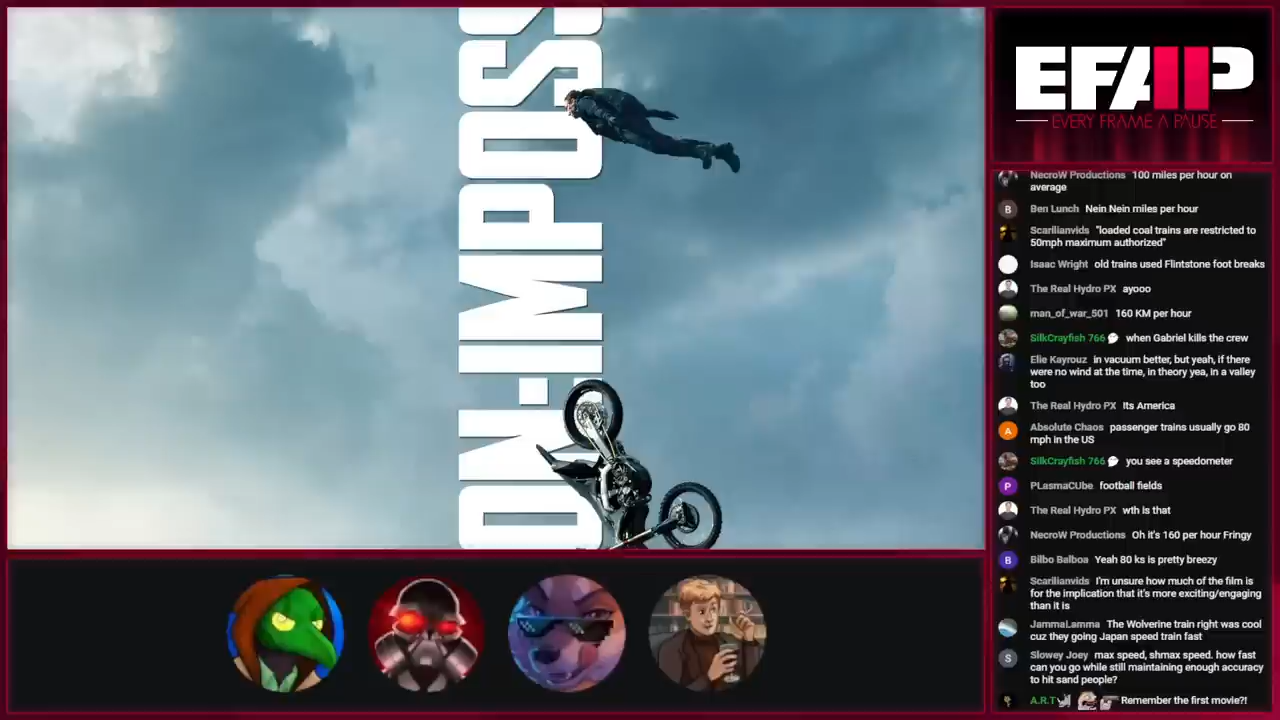 ON:IMPOSS
EFAP
EVERY FRAME A PAUSE
NecroW Productions 100 miles per hour on
average
B Ben Lunch Nein Nein miles per hour
Scarilianvids "loaded coal trains are restricted to
50mph maximum authorized"
Isaac Wright old trains used Flintstone foot breaks
The Real Hydro PX ayooo
man_of_war_501 160 KM per hour
SilkCrayfish 766 when Gabriel kills the crew
Elie Kayrouz in vacuum better, but yeah, if there
were no wind at the time, in theory yea, in a valley
too
The Real Hydro PX Its America
A Absolute Chaos passenger trains usually go 80
mph in the US
SilkCrayfish 766 you see a speedometer
P PLasmaCUbe football fields
The Real Hydro PX wth is that
NecroW Productions Oh it's 160 per hour Fringy
B Bilbo Balboa Yeah 80 ks is pretty breezy
Scarilianvids I'm unsure how much of the film is
for the implication that it's more exciting/engaging
than it is
JammaLamma The Wolverine train right was cool
cuz they going Japan speed train fast
S Slowey Joey max speed, shmax speed. how fast
can you go while still maintaining enough accuracy
to hit sand people?
A.R.T Remember the first movie?!